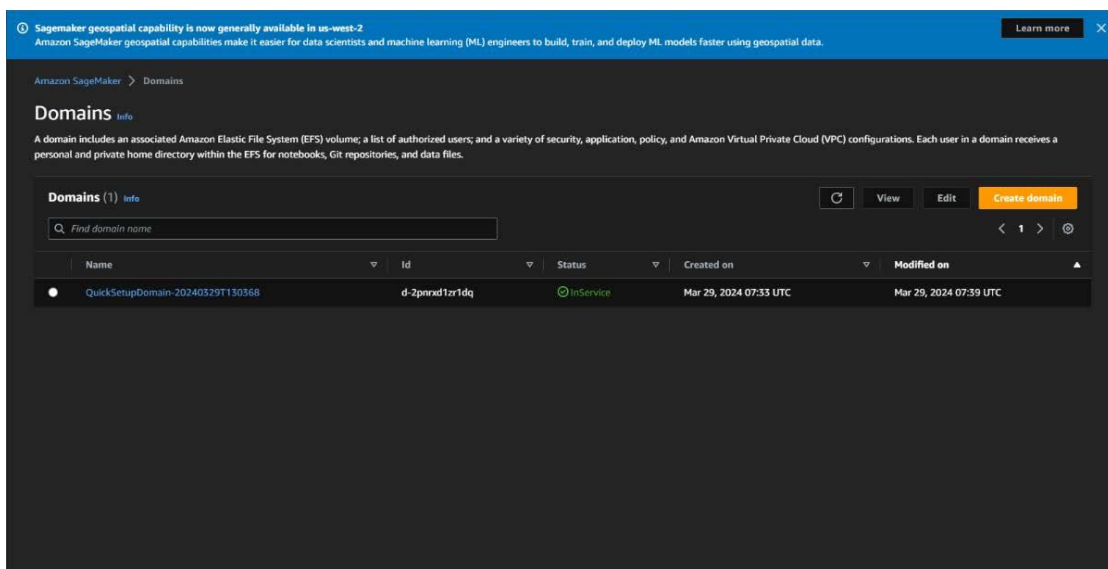 Sagemaker geospatial capability is now generally available in us-west-2
Amazon SageMaker geospatial capabilities make it easier for data scientists and machine learning (ML) engineers to build, train, and deploy ML models faster using geospatial data.
Learn more
Amazon SageMaker > Domains
Domains Info
A domain includes an associated Amazon Elastic File System (EFS) volume; a list of authorized users; and a variety of security, application, policy, and Amazon Virtual Private Cloud (VPC) configurations. Each user in a domain receives a
personal and private home directory within the EFS for notebooks, Git repositories, and data files.
Domains (1) Info
View Edit Create domain
Find domain name
< 1 >
Name Id Status Created on Modified on
QuickSetupDomain-20240329T130368 d-2pnrxd1zr1dq InService Mar 29, 2024 07:33 UTC Mar 29, 2024 07:39 UTC